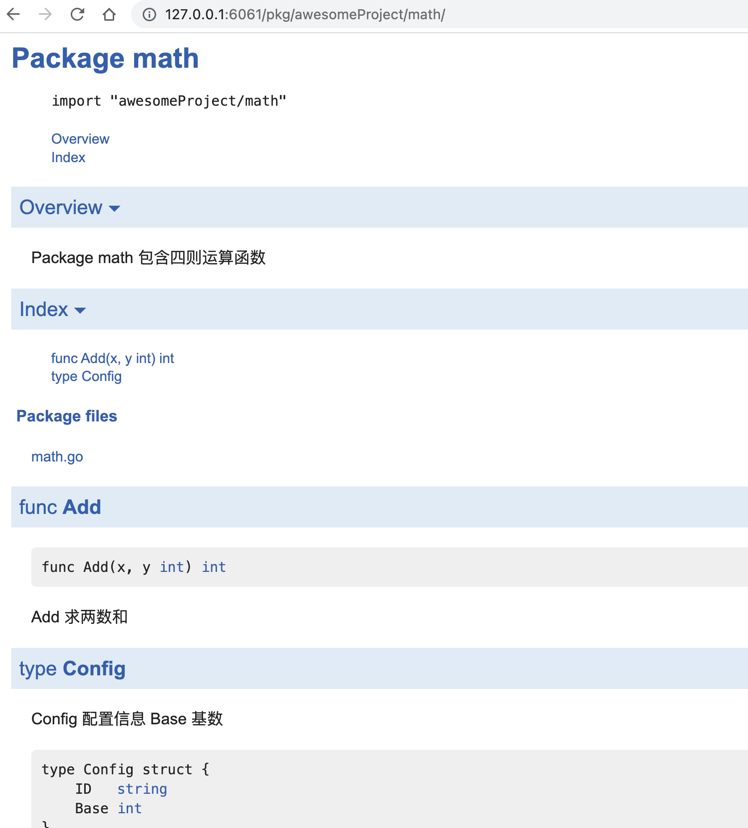 127.0.0.1:6061/pkg/awesomeProject/math/
Package math
import "awesomeProject/math"
Overview
Index
Overview
Package math 包含四则运算函数
Index
func Add(x, y int) int
type Config
Package files
math.go
func Add
func Add(x, y int) int
Add 求两数和
type Config
Config 配置信息 Base 基数
type Config struct {
    ID   string
    Base int
}